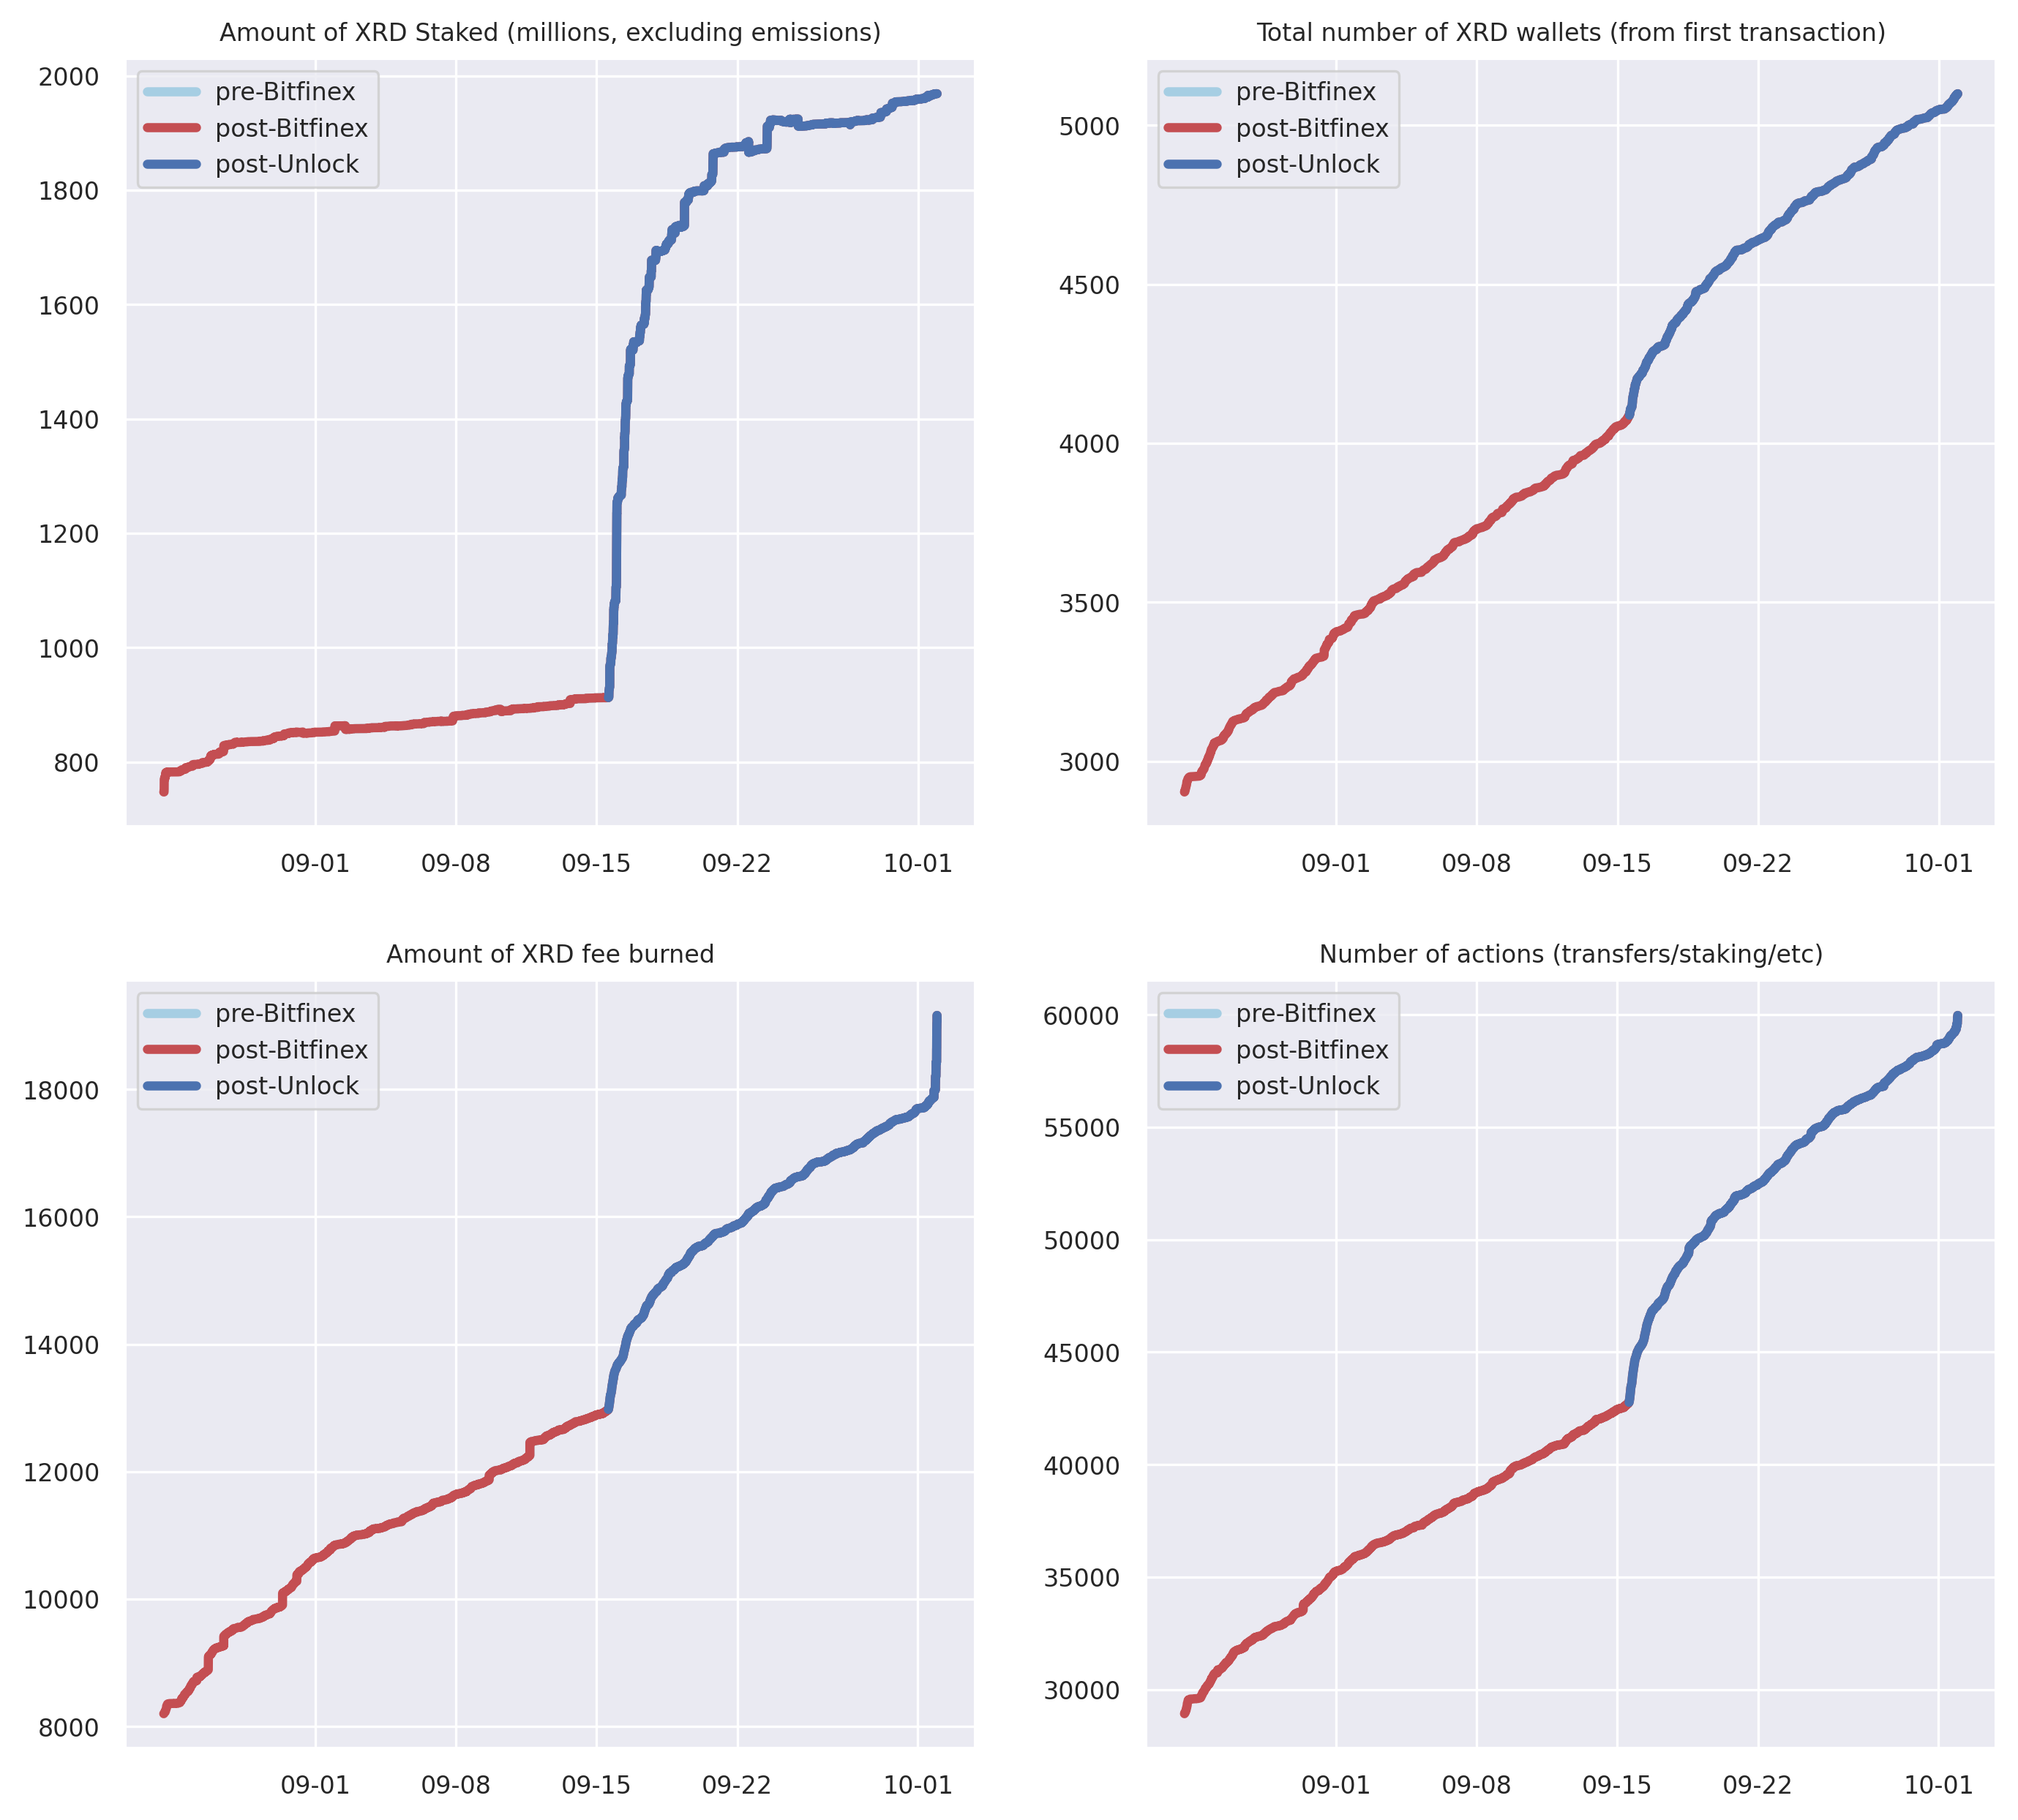 Amount of XRD Staked (millions, excluding emissions)
2000
1800
1600
1400
1200
1000
800
pre-Bitfinex
post-Bitfinex
post-Unlock
09-01 09-08 09-15 09-22 10-01
Total number of XRD wallets (from first transaction)
5000
4500
4000
3500
3000
pre-Bitfinex
post-Bitfinex
post-Unlock
09-01 09-08 09-15 09-22 10-01
Amount of XRD fee burned
18000
16000
14000
12000
10000
8000
pre-Bitfinex
post-Bitfinex
post-Unlock
09-01 09-08 09-15 09-22 10-01
Number of actions (transfers/staking/etc)
60000
55000
50000
45000
40000
35000
30000
pre-Bitfinex
post-Bitfinex
post-Unlock
09-01 09-08 09-15 09-22 10-01